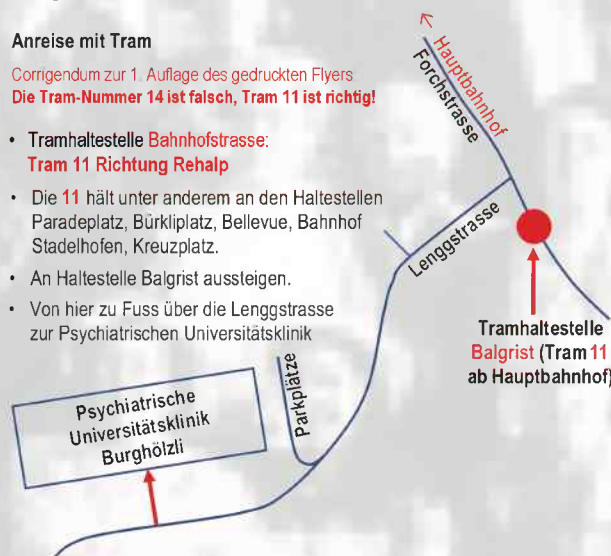 Anreise mit Tram
Corrigendum zur 1. Auflage des gedruckten Flyers
Die Tram-Nummer 14 ist falsch, Tram 11 ist richtig!
• Tramhaltestelle Bahnhofstrasse:
Tram 11 Richtung Rehalp
• Die 11 hält unter anderem an den Haltestellen
Paradeplatz, Bürkliplatz, Bellevue, Bahnhof
Stadelhofen, Kreuzplatz.
• An Haltestelle Balgrist aussteigen.
• Von hier zu Fuss über die Lenggstrasse
zur Psychiatrischen Universitätsklinik
Hauptbahnhof
Forchstrasse
Lenggstrasse
Tramhaltestelle
Balgrist (Tram 11
ab Hauptbahnhof)
Parkplätze
Psychiatrische
Universitätsklinik
Burghölzli